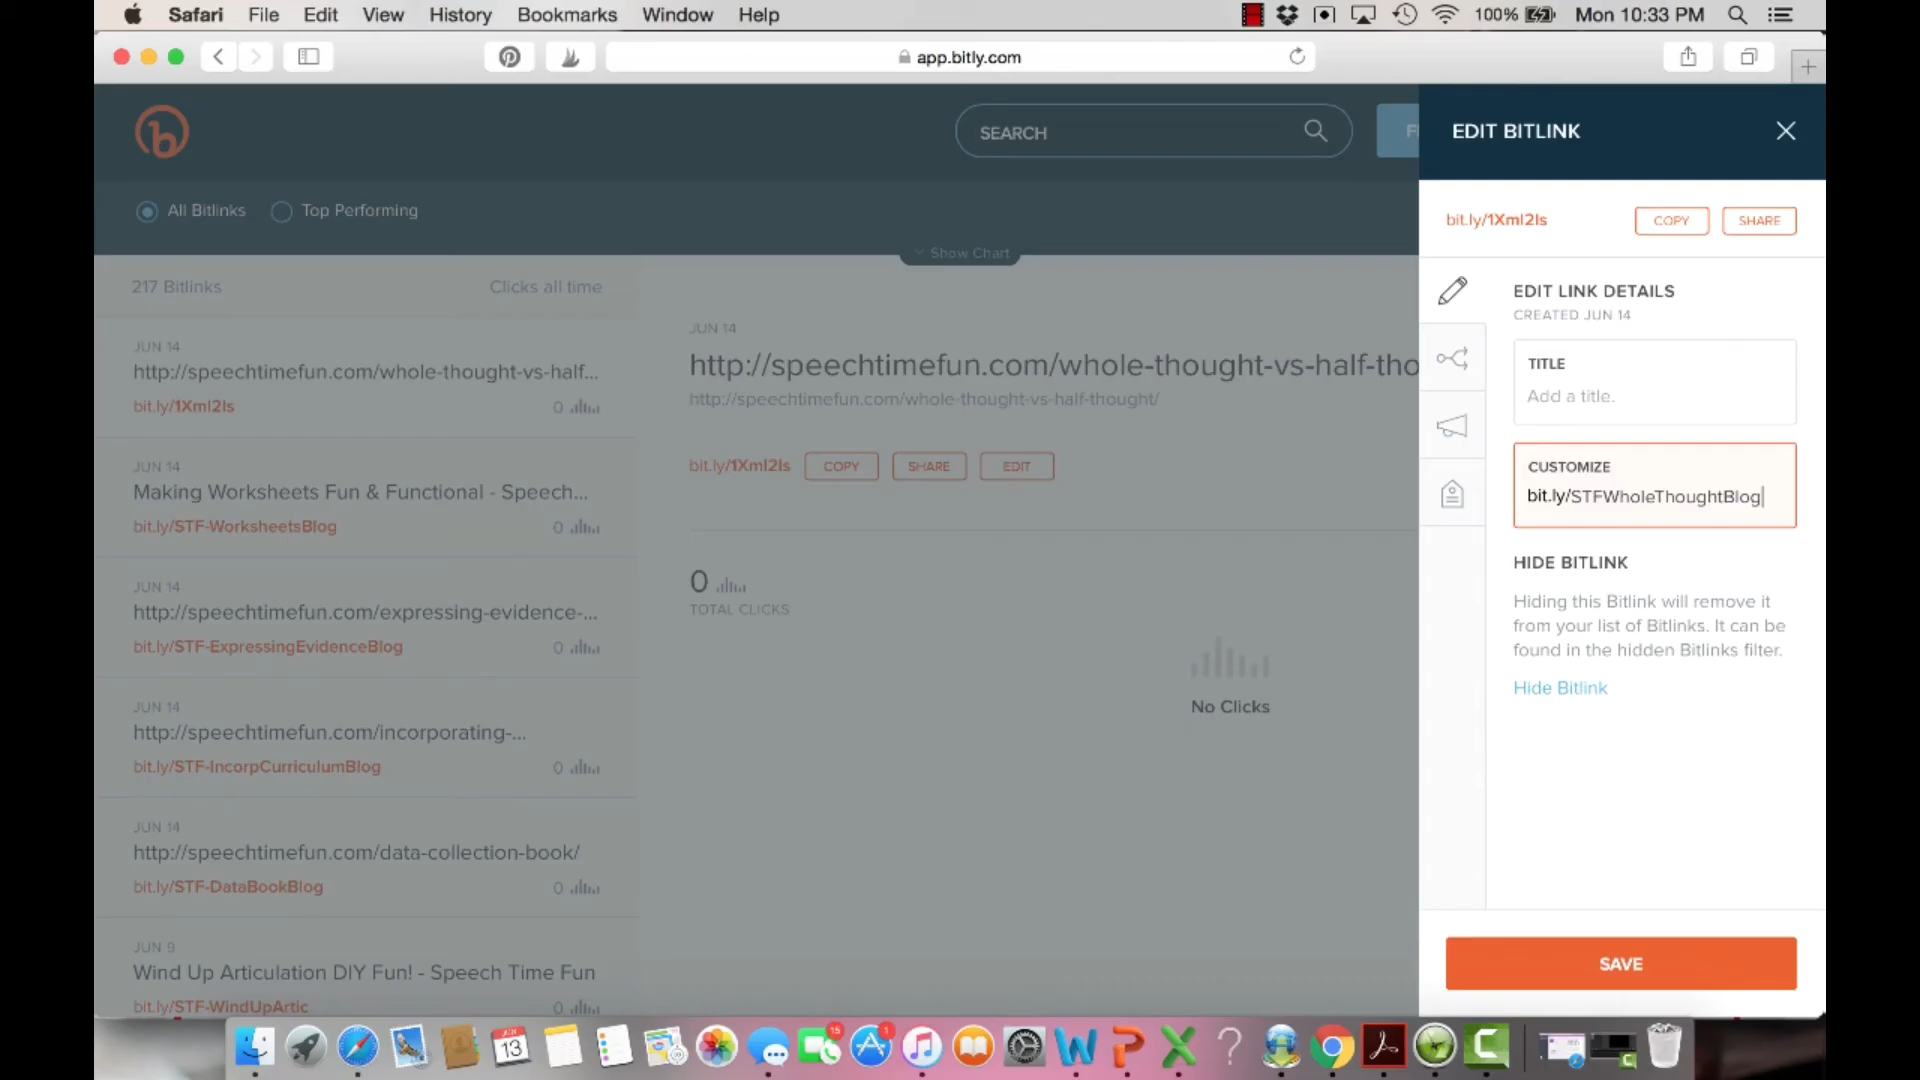 Safari File Edit View History Bookmarks Window Help 100% Mon 10:33 PM
app.bitly.com
b SEARCH F EDIT BITLINK
All Bitlinks Top Performing
Show Chart
217 Bitlinks Clicks all time
JUN 14
http://speechtimefun.com/whole-thought-vs-half...
bit.ly/1Xml2Is 0
JUN 14
Making Worksheets Fun & Functional - Speech...
bit.ly/STF-WorksheetsBlog 0
JUN 14
http://speechtimefun.com/expressing-evidence-...
bit.ly/STF-ExpressingEvidenceBlog 0
JUN 14
http://speechtimefun.com/incorporating-...
bit.ly/STF-IncorpCurriculumBlog 0
JUN 14
http://speechtimefun.com/data-collection-book/
bit.ly/STF-DataBookBlog 0
JUN 9
Wind Up Articulation DIY Fun! - Speech Time Fun
bit.ly/STF-WindUpArtic 0
JUN 14
http://speechtimefun.com/whole-thought-vs-half-tho
http://speechtimefun.com/whole-thought-vs-half-thought/
bit.ly/1Xml2Is COPY SHARE EDIT
0
TOTAL CLICKS
No Clicks
bit.ly/1Xml2Is COPY SHARE
EDIT LINK DETAILS
CREATED JUN 14
TITLE
Add a title.
CUSTOMIZE
bit.ly/STFWholeThoughtBlog
HIDE BITLINK
Hiding this Bitlink will remove it
from your list of Bitlinks. It can be
found in the hidden Bitlinks filter.
Hide Bitlink
SAVE
JUN
13
15
1